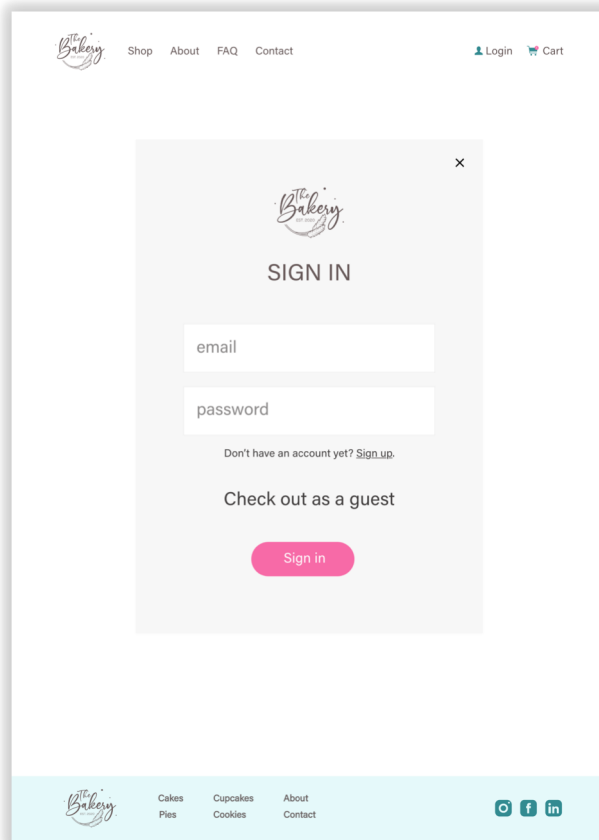 The
Bakery
Shop About FAQ Contact
Login Cart
The
Bakery
SIGN IN
email
password
Don't have an account yet? Sign up.
Check out as a guest
Sign in
The
Bakery
Cakes Cupcakes About
Pies Cookies Contact